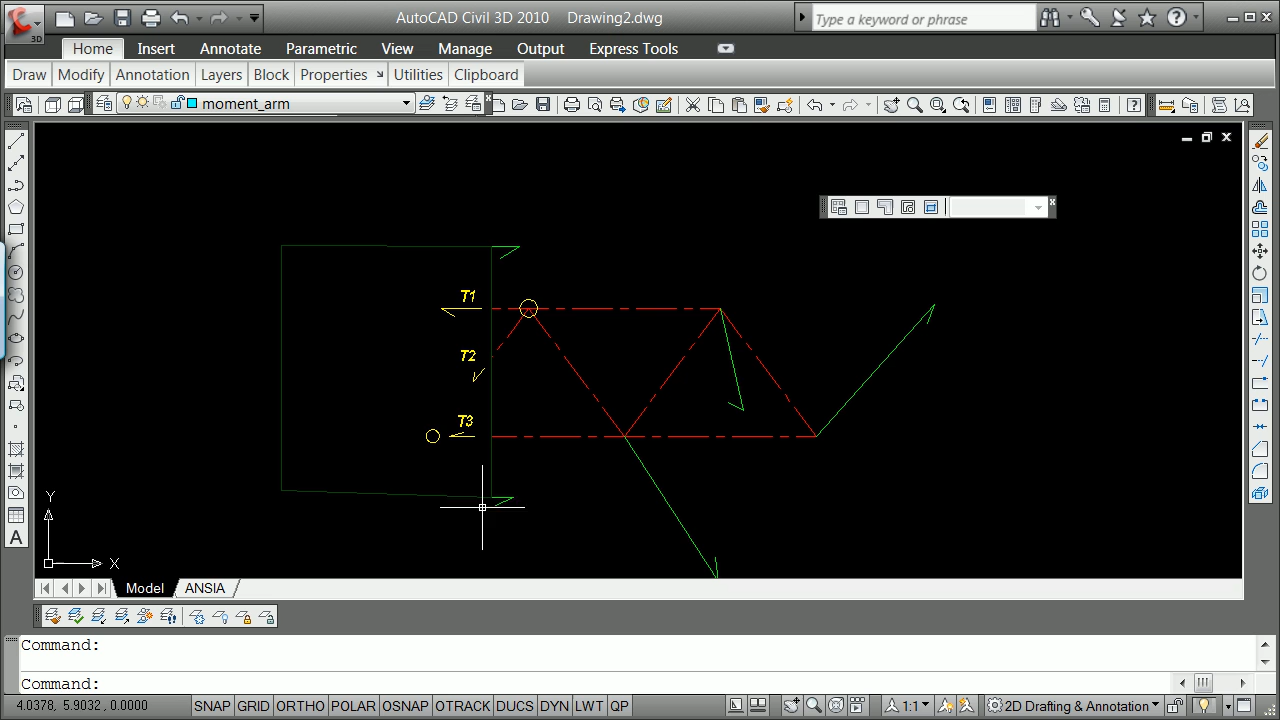 AutoCAD Civil 3D 2010 Drawing2.dwg
Type a keyword or phrase
3D
Home Insert Annotate Parametric View Manage Output Express Tools
Draw Modify Annotation Layers Block Properties Utilities Clipboard
moment_arm
T1
T2
T3
Y
X
A
Model ANSIA
Command:
Command:
4.0378, 5.9032, 0.0000 SNAP GRID ORTHO POLAR OSNAP OTRACK DUCS DYN LWT QP 1:1 2D Drafting & Annotation